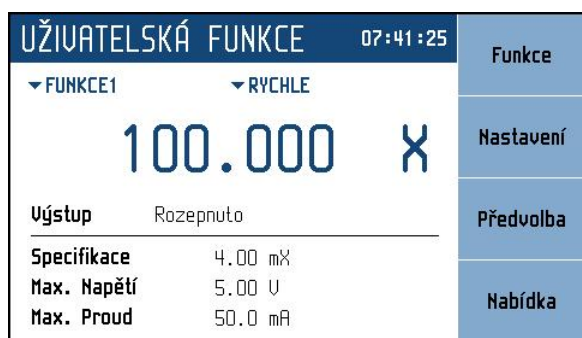 UŽIVATELSKÁ FUNKCE 07:41:25
FUNKCE1 RYCHLE
100.000 X
Výstup Rozepnuto
Specifikace 4.00 mX
Max. Napětí 5.00 V
Max. Proud 50.0 mA
Funkce
Nastavení
Předvolba
Nabídka